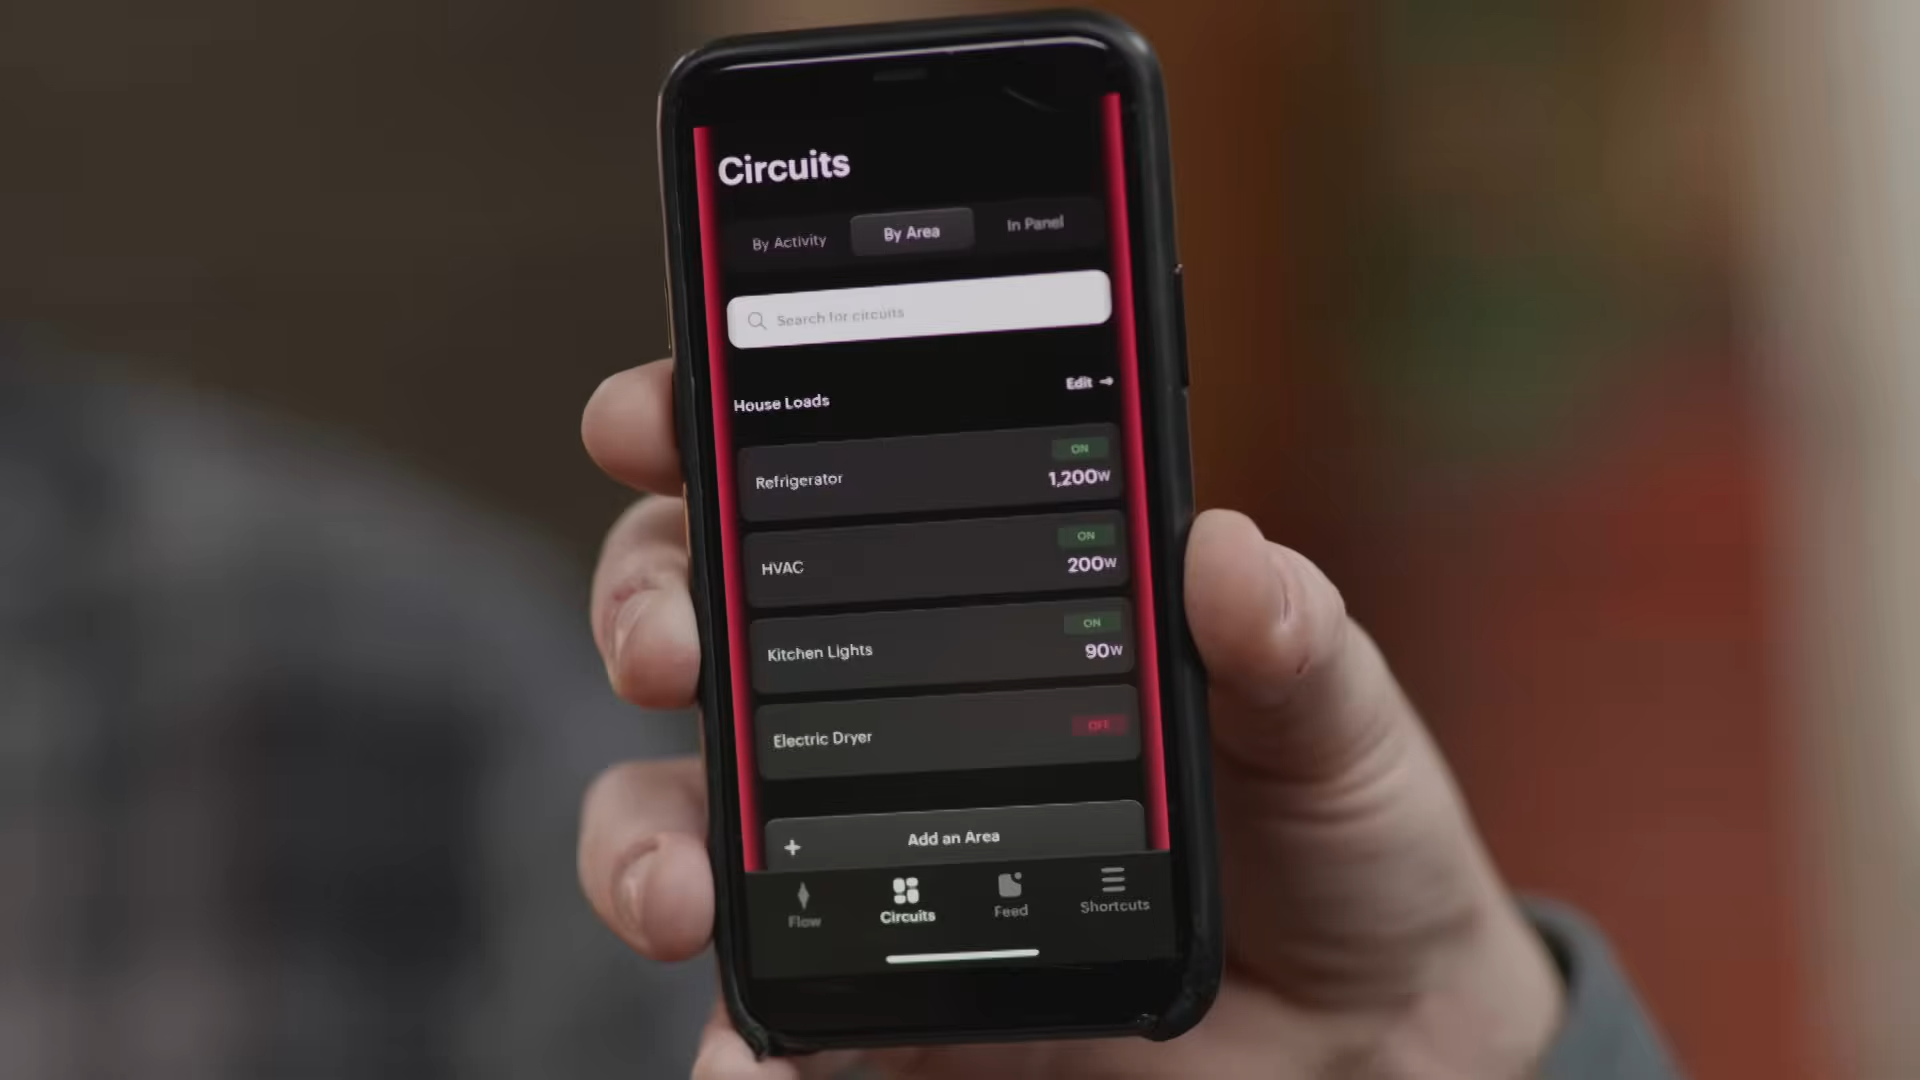 Circuits
By Activity
By Area
In Panel
Search for circuits
House Loads
Edit →
Refrigerator
ON
1,200W
HVAC
ON
200W
Kitchen Lights
ON
90W
Electric Dryer
OFF
+ Add an Area
Flow
Circuits
Feed
Shortcuts